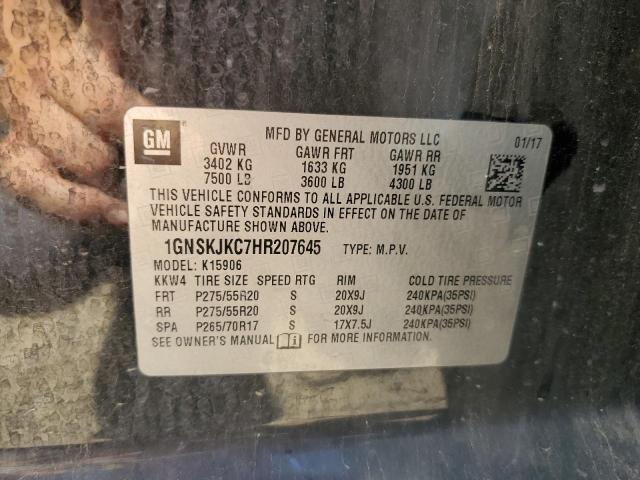 GM
MFD BY GENERAL MOTORS LLC 01/17
GVWR GAWR FRT GAWR RR
3402 KG 1633 KG 1951 KG
7500 LB 3600 LB 4300 LB
THIS VEHICLE CONFORMS TO ALL APPLICABLE U.S. FEDERAL MOTOR
VEHICLE SAFETY STANDARDS IN EFFECT ON THE DATE OF
MANUFACTURE SHOWN ABOVE.
1GNSKJKC7HR207645 TYPE: M.P.V.
MODEL: K15906
KKW4 TIRE SIZE SPEED RTG RIM COLD TIRE PRESSURE
FRT P275/55R20 S 20X9J 240KPA(35PSI)
RR P275/55R20 S 20X9J 240KPA(35PSI)
SPA P265/70R17 S 17X7.5J 240KPA(35PSI)
SEE OWNER'S MANUAL FOR MORE INFORMATION.